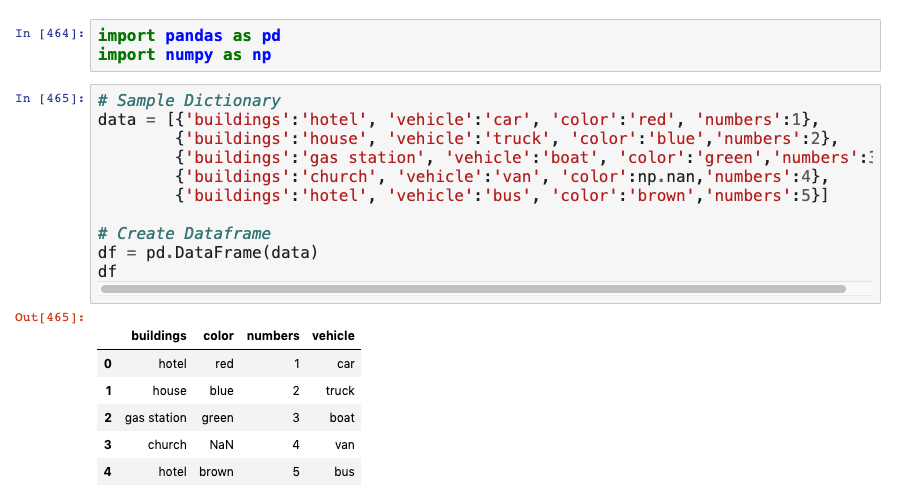 In [464]: import pandas as pd
import numpy as np
In [465]: # Sample Dictionary
data = [{'buildings':'hotel', 'vehicle':'car', 'color':'red', 'numbers':1},
{'buildings':'house', 'vehicle':'truck', 'color':'blue','numbers':2},
{'buildings':'gas station', 'vehicle':'boat', 'color':'green','numbers':
{'buildings':'church', 'vehicle':'van', 'color':np.nan,'numbers':4},
{'buildings':'hotel', 'vehicle':'bus', 'color':'brown','numbers':5}]
# Create Dataframe
df = pd.DataFrame(data)
df
Out[465]:
buildings color numbers vehicle
0 hotel red 1 car
1 house blue 2 truck
2 gas station green 3 boat
3 church NaN 4 van
4 hotel brown 5 bus